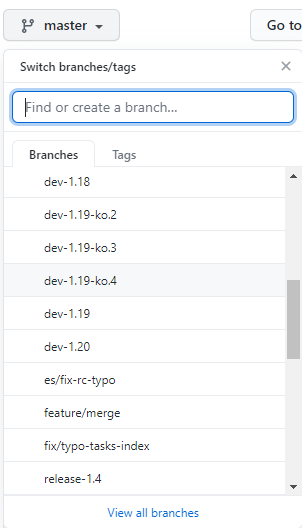 master
Go to
Switch branches/tags
Find or create a branch...
Branches
Tags
dev-1.18
dev-1.19-ko.2
dev-1.19-ko.3
dev-1.19-ko.4
dev-1.19
dev-1.20
es/fix-rc-typo
feature/merge
fix/typo-tasks-index
release-1.4
View all branches